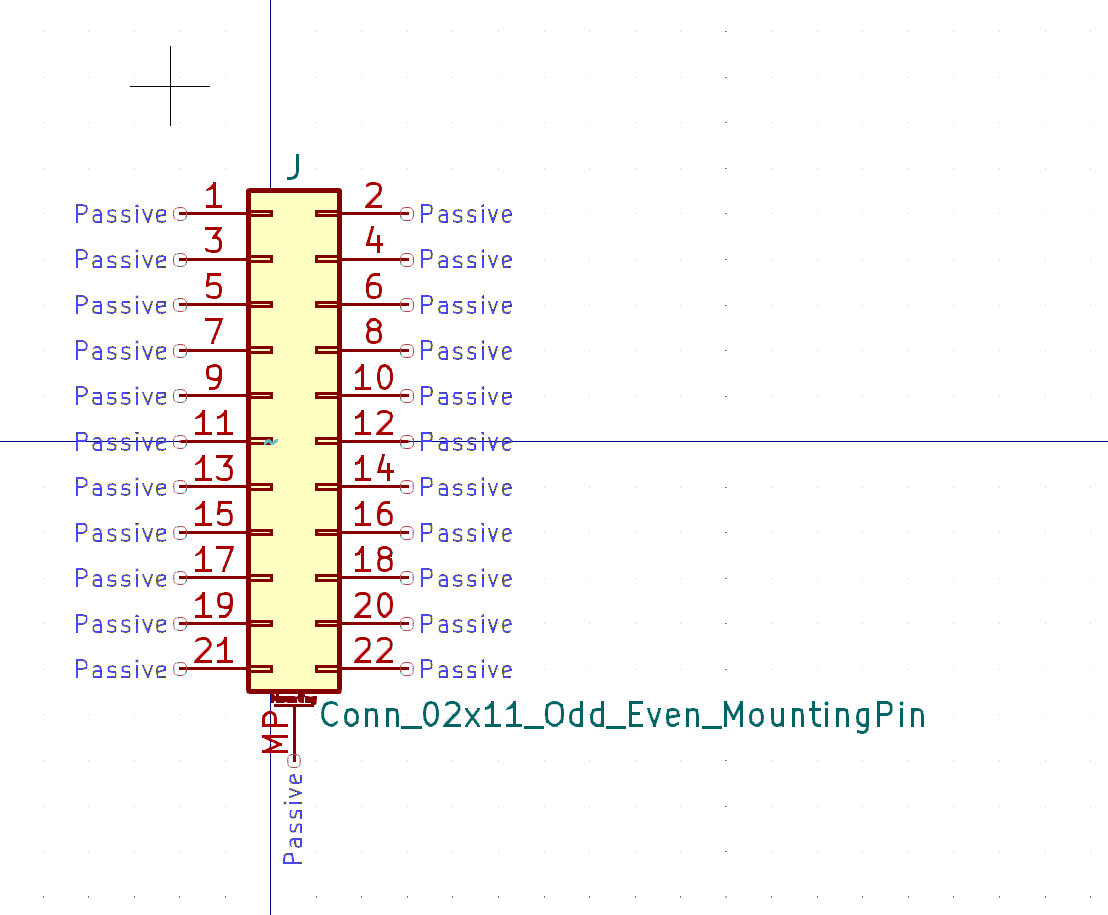 J
Passive 1 2 Passive
Passive 3 4 Passive
Passive 5 6 Passive
Passive 7 8 Passive
Passive 9 10 Passive
Passive 11 ~ 12 Passive
Passive 13 14 Passive
Passive 15 16 Passive
Passive 17 18 Passive
Passive 19 20 Passive
Passive 21 22 Passive
Mounting
MP
Conn_02x11_Odd_Even_MountingPin
Passive